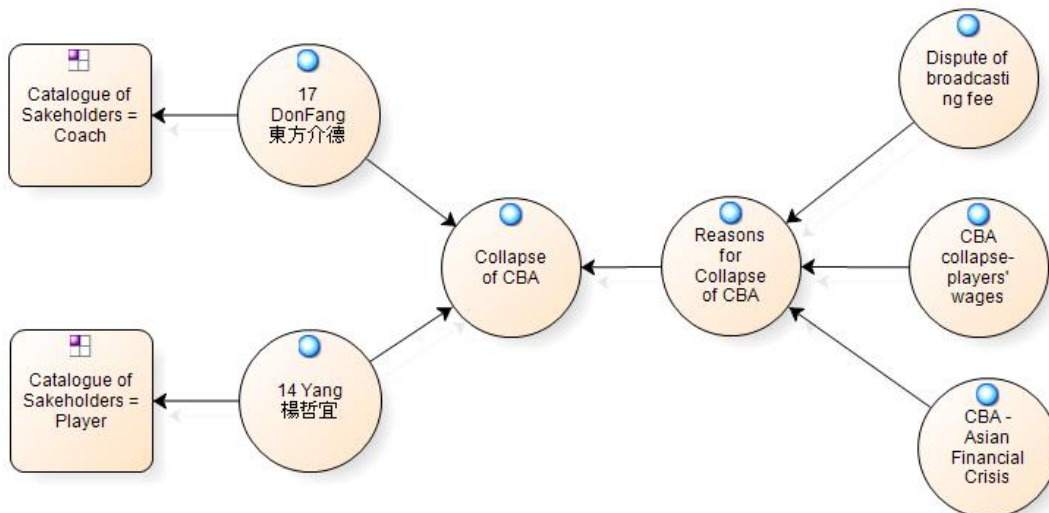 Catalogue of
Sakeholders =
Coach
17
DonFang
東方介德
Collapse
of CBA
Reasons
for
Collapse
of CBA
Dispute of
broadcasti
ng fee
CBA
collapse-
players'
wages
CBA -
Asian
Financial
Crisis
Catalogue of
Sakeholders =
Player
14 Yang
楊哲宜